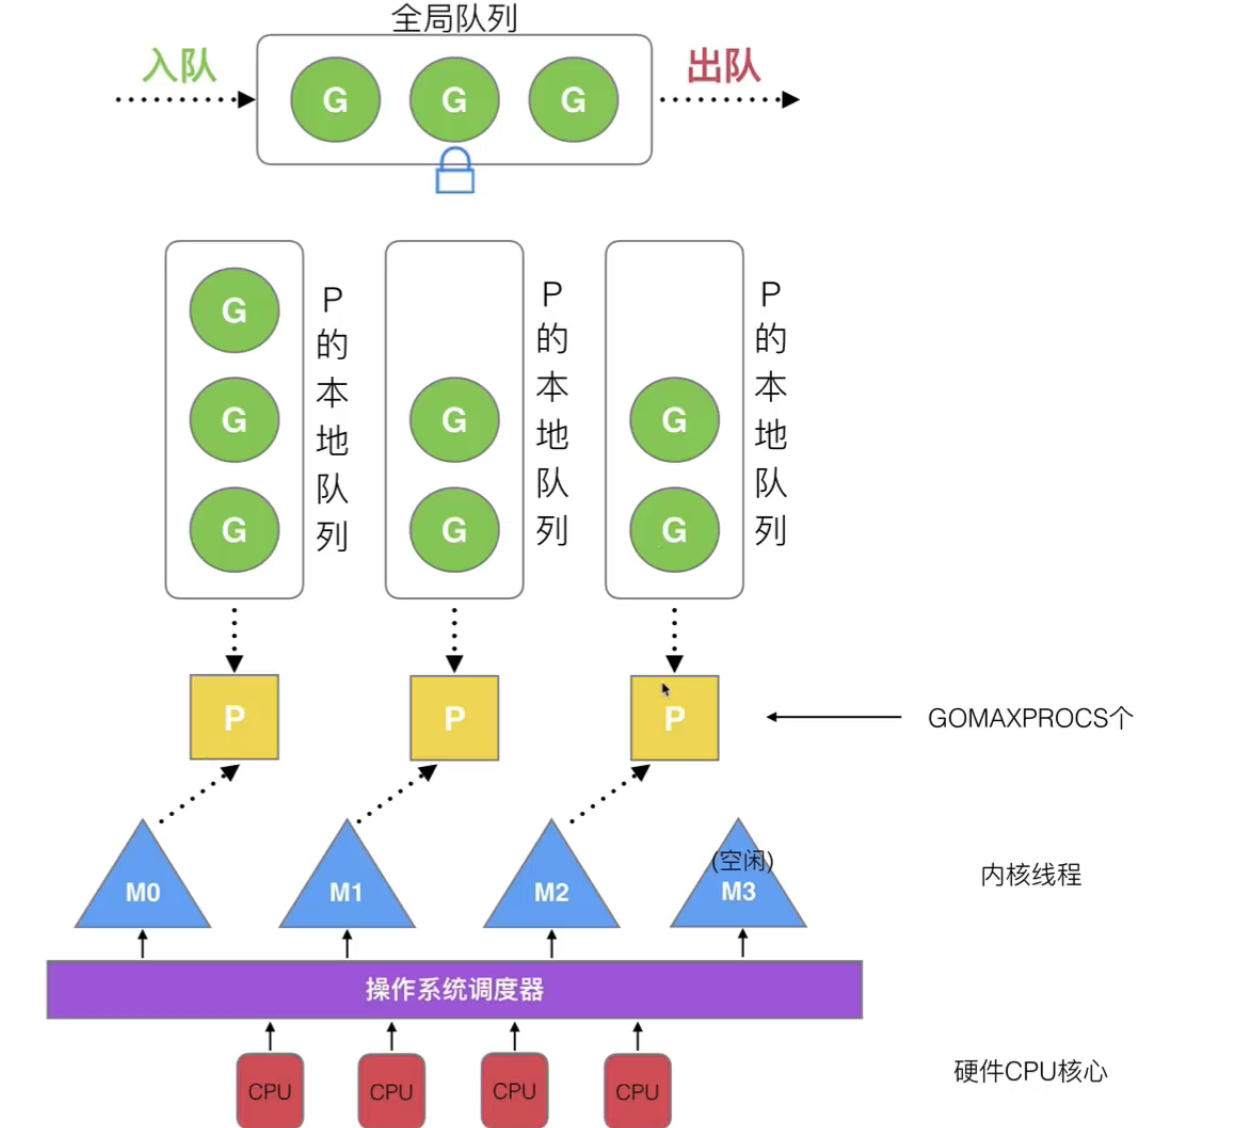 全局队列
入队
出队
G
G
G
G
P的本地队列
P的本地队列
P的本地队列
G
G
G
G
G
G
P
P
P
GOMAXPROCS个
(空闲)
M0
M1
M2
M3
内核线程
操作系统调度器
CPU
CPU
CPU
CPU
硬件CPU核心